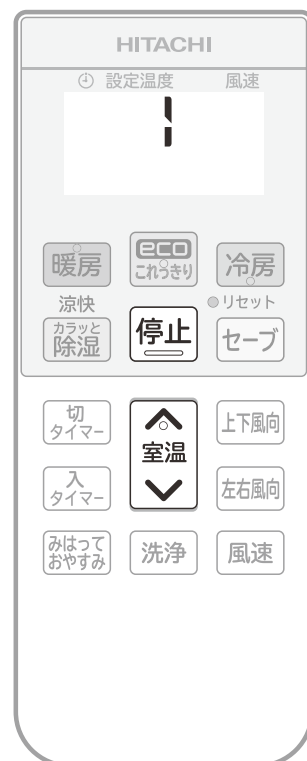 HITACHI
設定温度 風速
1
暖房
eco
これっきり
冷房
涼快
カラッと
除湿
停止
リセット
セーブ
切
タイマー
室温
上下風向
入
タイマー
左右風向
みはって
おやすみ
洗浄
風速